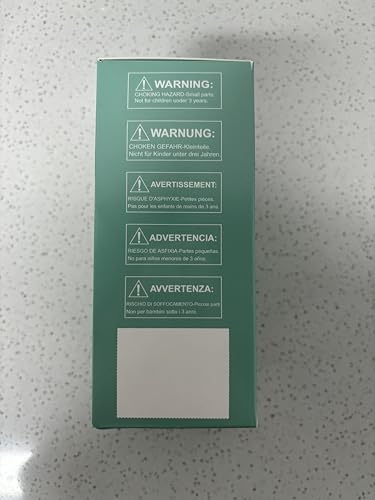 WARNING:
CHOKING HAZARD-Small parts.
Not for children under 3 years.
WARNUNG:
CHOKEN GEFAHR-Kleinteile.
Nicht für Kinder unter drei Jahren.
AVERTISSEMENT:
RISQUE D'ASPHYXIE-Petites pièces.
Pas pour les enfants de moins de 3 ans.
ADVERTENCIA:
RIESGO DE ASFIXIA-Partes pequeñas.
No para niños menores de 3 años.
AVVERTENZA:
RISCHIO DI SOFFOCAMENTO-Piccole parti
Non per bambini sotto i 3 anni.